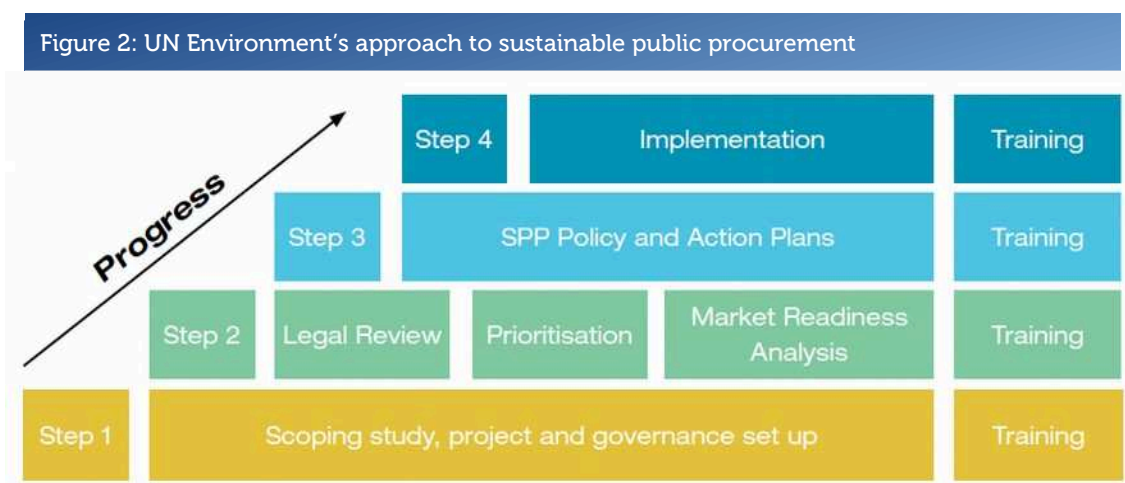 Figure 2: UN Environment's approach to sustainable public procurement
Progress
Step 4
Implementation
Training
Step 3
SPP Policy and Action Plans
Training
Step 2
Legal Review
Prioritisation
Market Readiness
Analysis
Training
Step 1
Scoping study, project and governance set up
Training